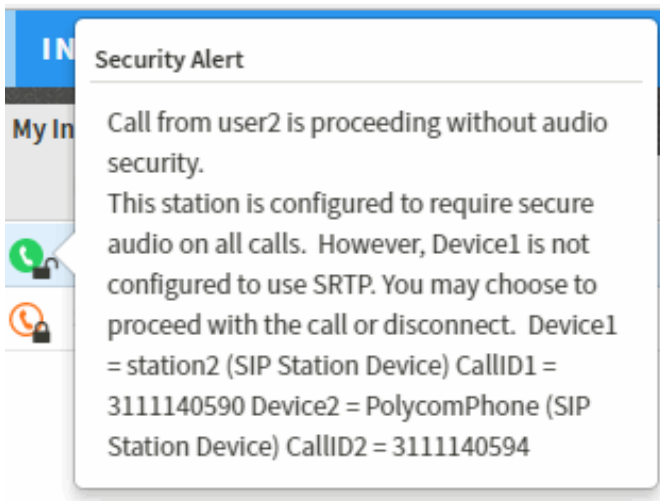 IN
Security Alert
My In
Call from user2 is proceeding without audio
security.
This station is configured to require secure
audio on all calls.  However, Device1 is not
configured to use SRTP. You may choose to
proceed with the call or disconnect.  Device1
= station2 (SIP Station Device) CallID1 =
3111140590 Device2 = PolycomPhone (SIP
Station Device) CallID2 = 3111140594